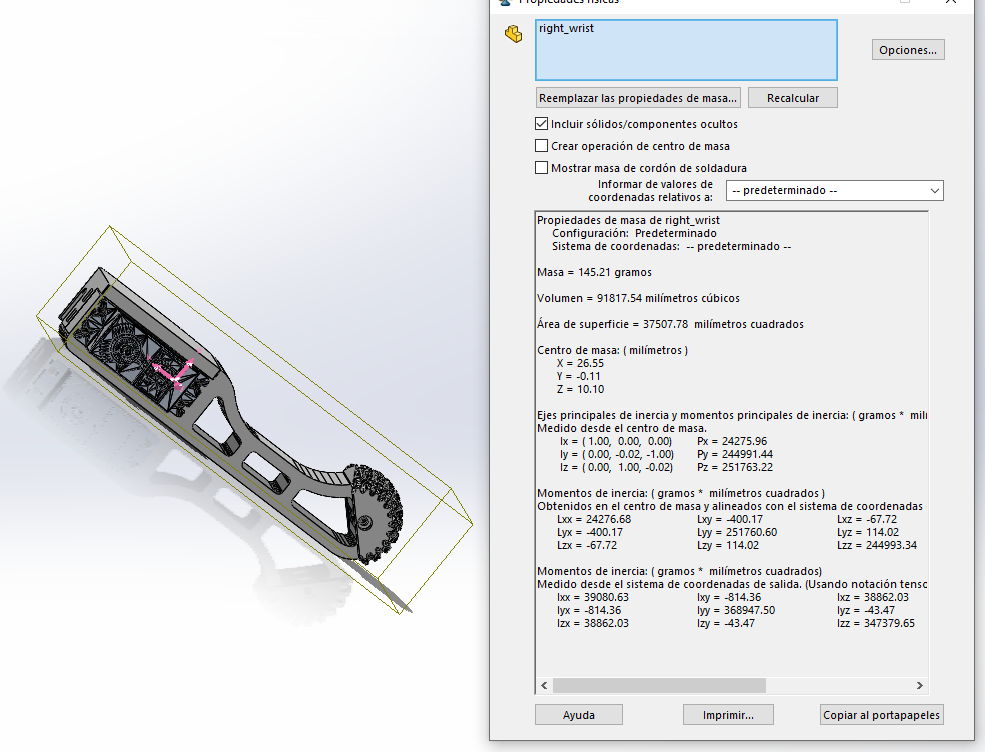 Propiedades físicas
right_wrist
Opciones...
Reemplazar las propiedades de masa...
Recalcular
Incluir sólidos/componentes ocultos
Crear operación de centro de masa
Mostrar masa de cordón de soldadura
Informar de valores de
coordenadas relativos a:
-- predeterminado --
Propiedades de masa de right_wrist
Configuración: Predeterminado
Sistema de coordenadas: -- predeterminado --
Masa = 145.21 gramos
Volumen = 91817.54 milímetros cúbicos
Área de superficie = 37507.78 milímetros cuadrados
Centro de masa: ( milímetros )
X = 26.55
Y = -0.11
Z = 10.10
Ejes principales de inercia y momentos principales de inercia: ( gramos * milí
Medido desde el centro de masa.
Ix = ( 1.00, 0.00, 0.00) Px = 24275.96
Iy = ( 0.00, -0.02, -1.00) Py = 244991.44
Iz = ( 0.00, 1.00, -0.02) Pz = 251763.22
Momentos de inercia: ( gramos * milímetros cuadrados )
Obtenidos en el centro de masa y alineados con el sistema de coordenadas
Lxx = 24276.68 Lxy = -400.17 Lxz = -67.72
Lyx = -400.17 Lyy = 251760.60 Lyz = 114.02
Lzx = -67.72 Lzy = 114.02 Lzz = 244993.34
Momentos de inercia: ( gramos * milímetros cuadrados)
Medido desde el sistema de coordenadas de salida. (Usando notación tenso
Ixx = 39080.63 Ixy = -814.36 Ixz = 38862.03
Iyx = -814.36 Iyy = 368947.50 Iyz = -43.47
Izx = 38862.03 Izy = -43.47 Izz = 347379.65
Ayuda
Imprimir...
Copiar al portapapeles